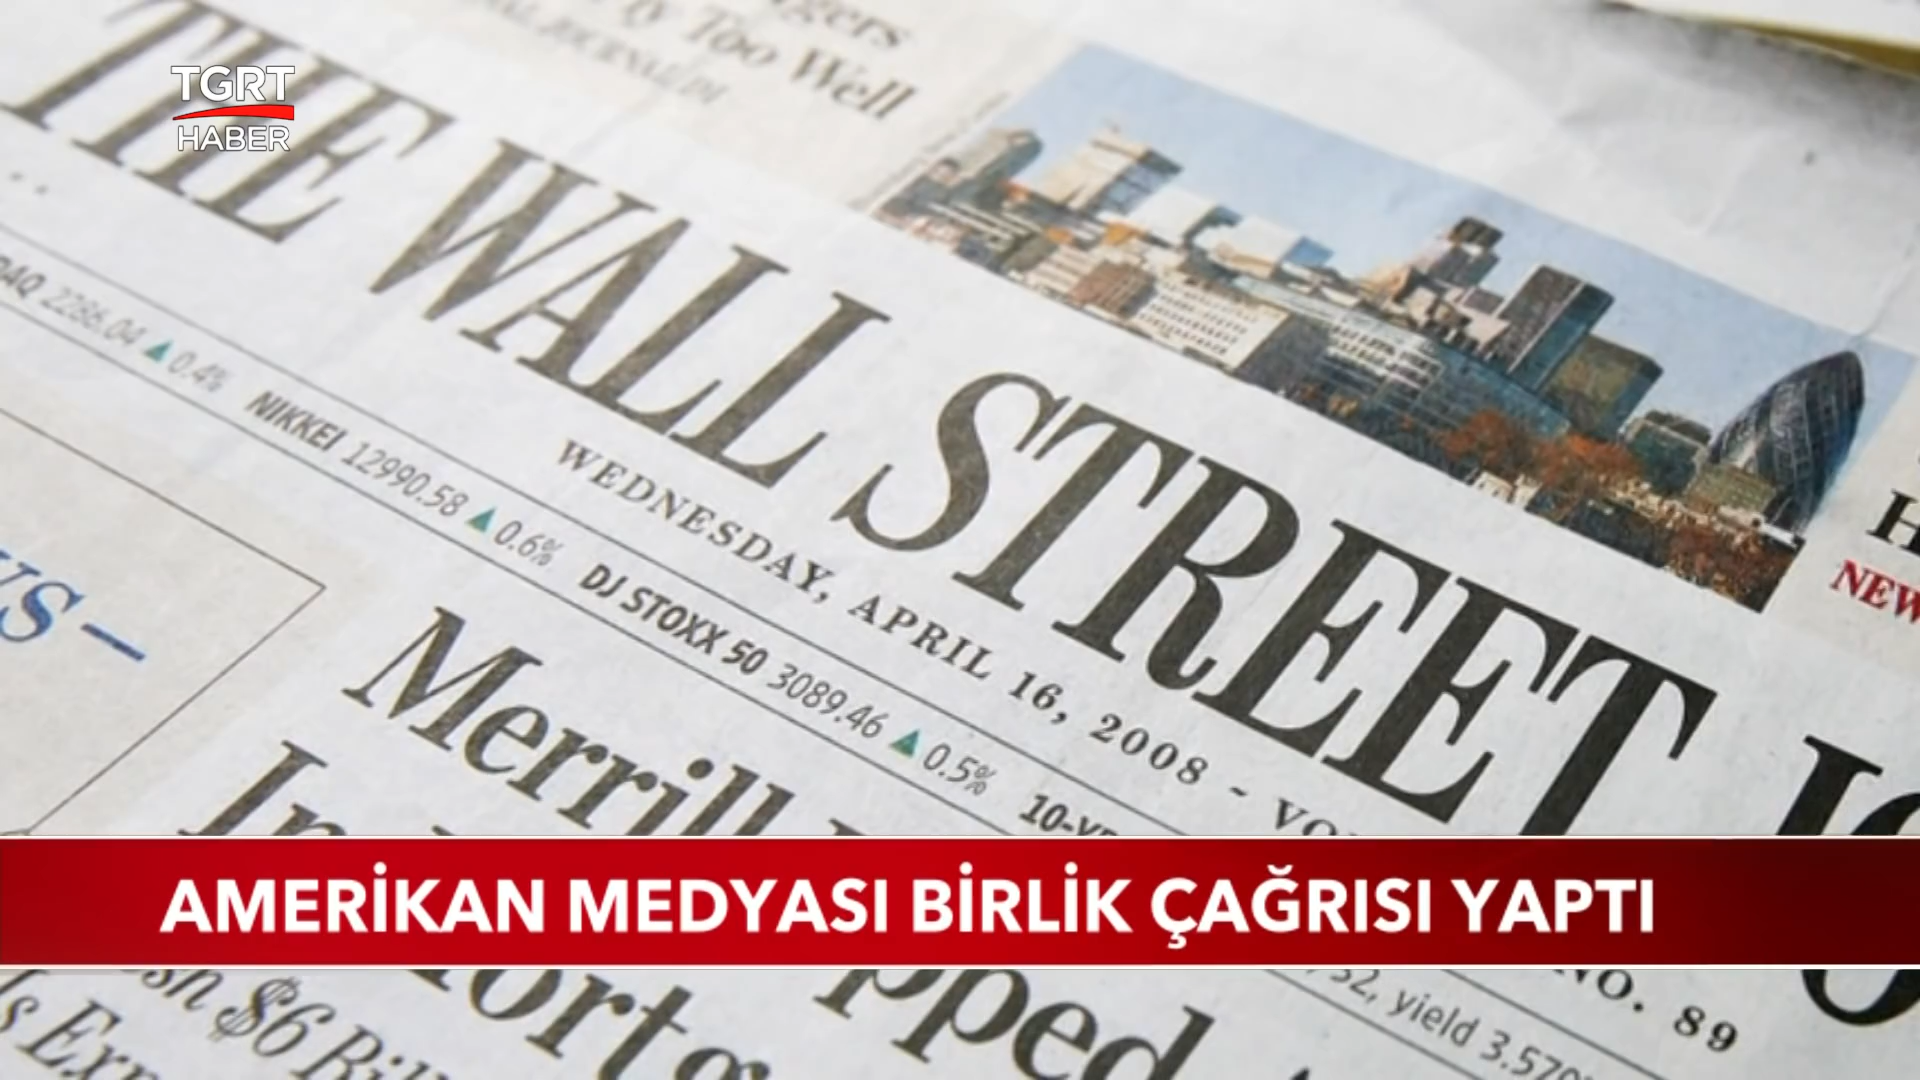 TGRT
HABER
Too Well
THE WALL STREET
2286.04 ▲ 0.4% NIKKEI 12990.58 ▲ 0.6% DJ STOXX 50 3089.46 ▲ 0.5%
WEDNESDAY, APRIL 16, 2008 -
NO. 89
yield
Merrill
$6
AMERİKAN MEDYASI BİRLİK ÇAĞRISI YAPTI